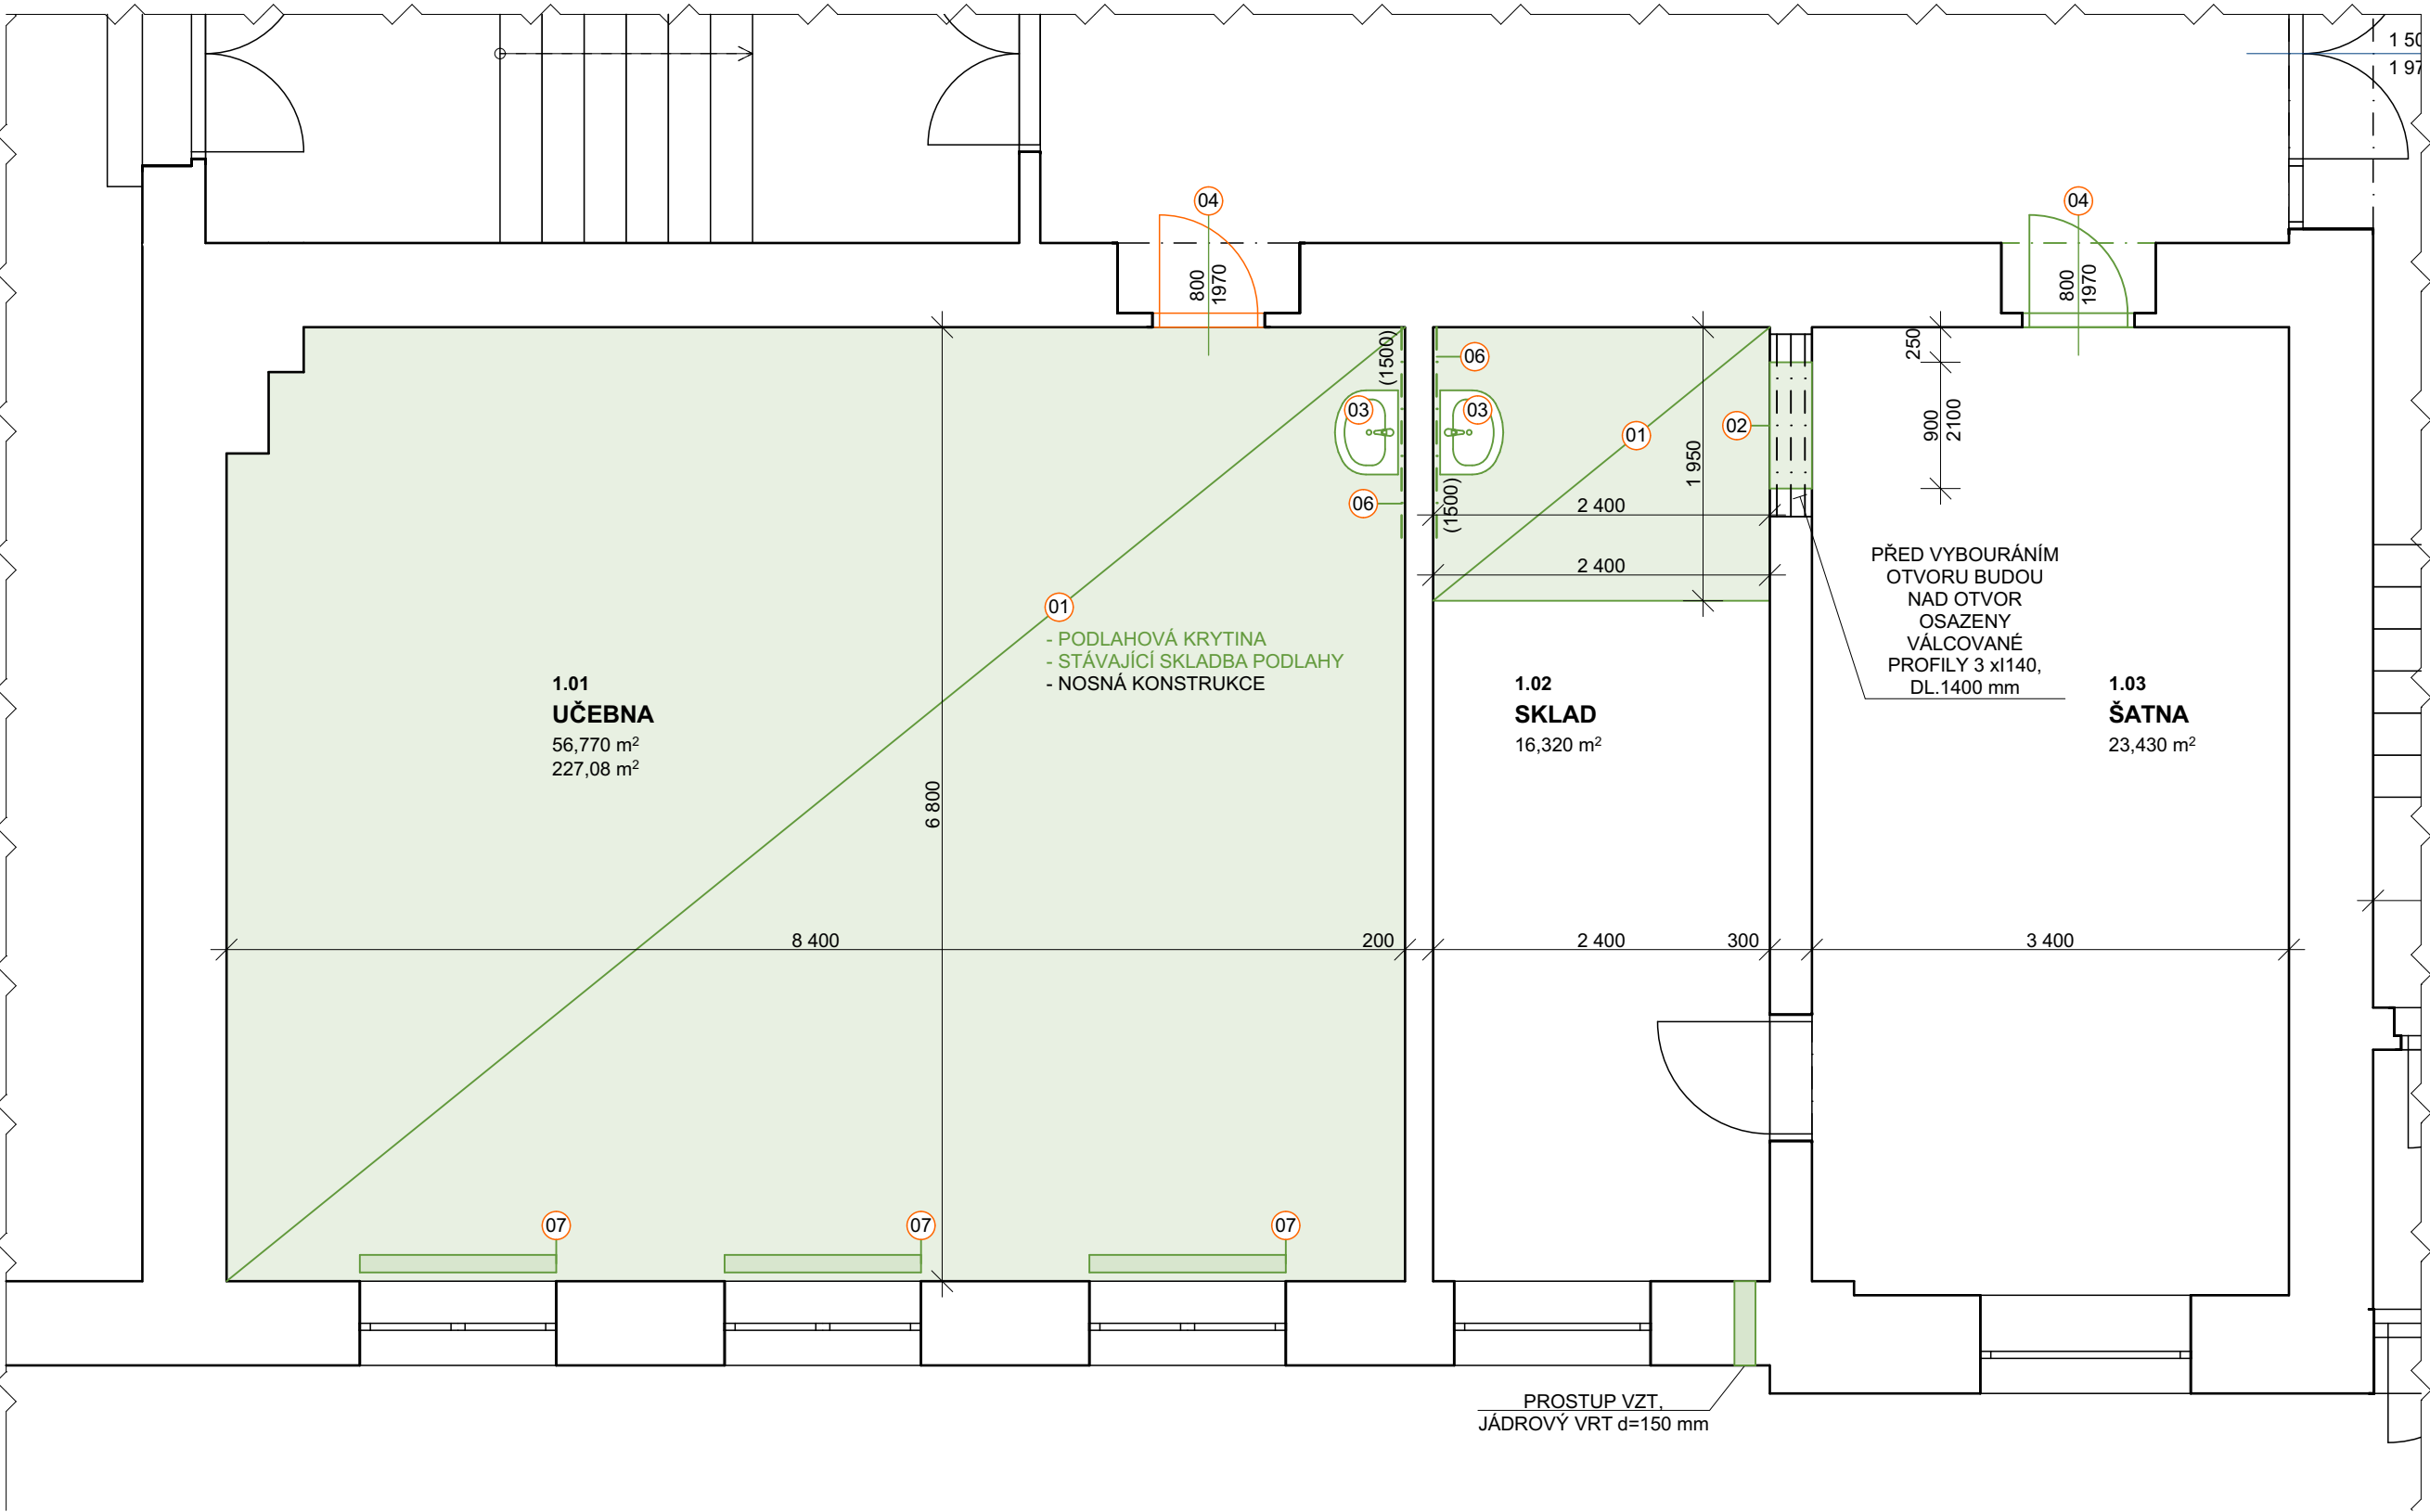 1 50
1 97
04
800
1970
04
800
1970
(1500)
06
03
03
06
(1500)
01
02
1 950
2 400
2 400
250
900
2100
PŘED VYBOURÁNÍM
OTVORU BUDOU
NAD OTVOR
OSAZENY
VÁLCOVANÉ
PROFILY 3 xI140,
DL.1400 mm
01
- PODLAHOVÁ KRYTINA
- STÁVAJÍCÍ SKLADBA PODLAHY
- NOSNÁ KONSTRUKCE
1.01
UČEBNA
56,770 m²
227,08 m²
1.02
SKLAD
16,320 m²
1.03
ŠATNA
23,430 m²
6 800
8 400
200
2 400
300
3 400
07
07
07
PROSTUP VZT,
JÁDROVÝ VRT d=150 mm